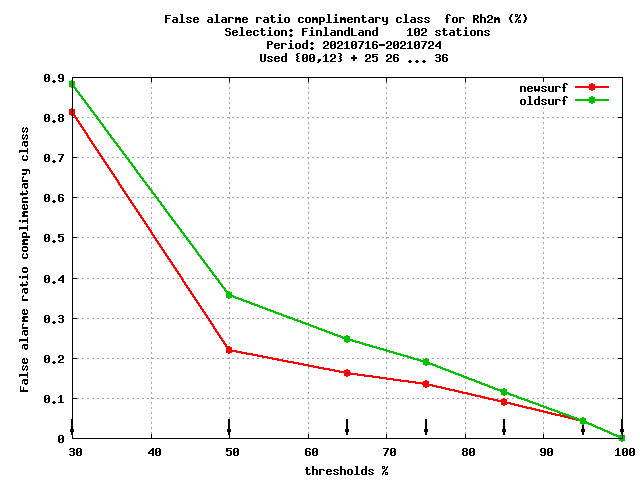 False alarme ratio complimentary class  for Rh2m (%)
Selection: FinlandLand    102 stations
Period: 20210716-20210724
Used {00,12} + 25 26 ... 36
newsurf
oldsurf
False alarme ratio complimentary class
0.9
0.8
0.7
0.6
0.5
0.4
0.3
0.2
0.1
0
30 40 50 60 70 80 90 100
thresholds %